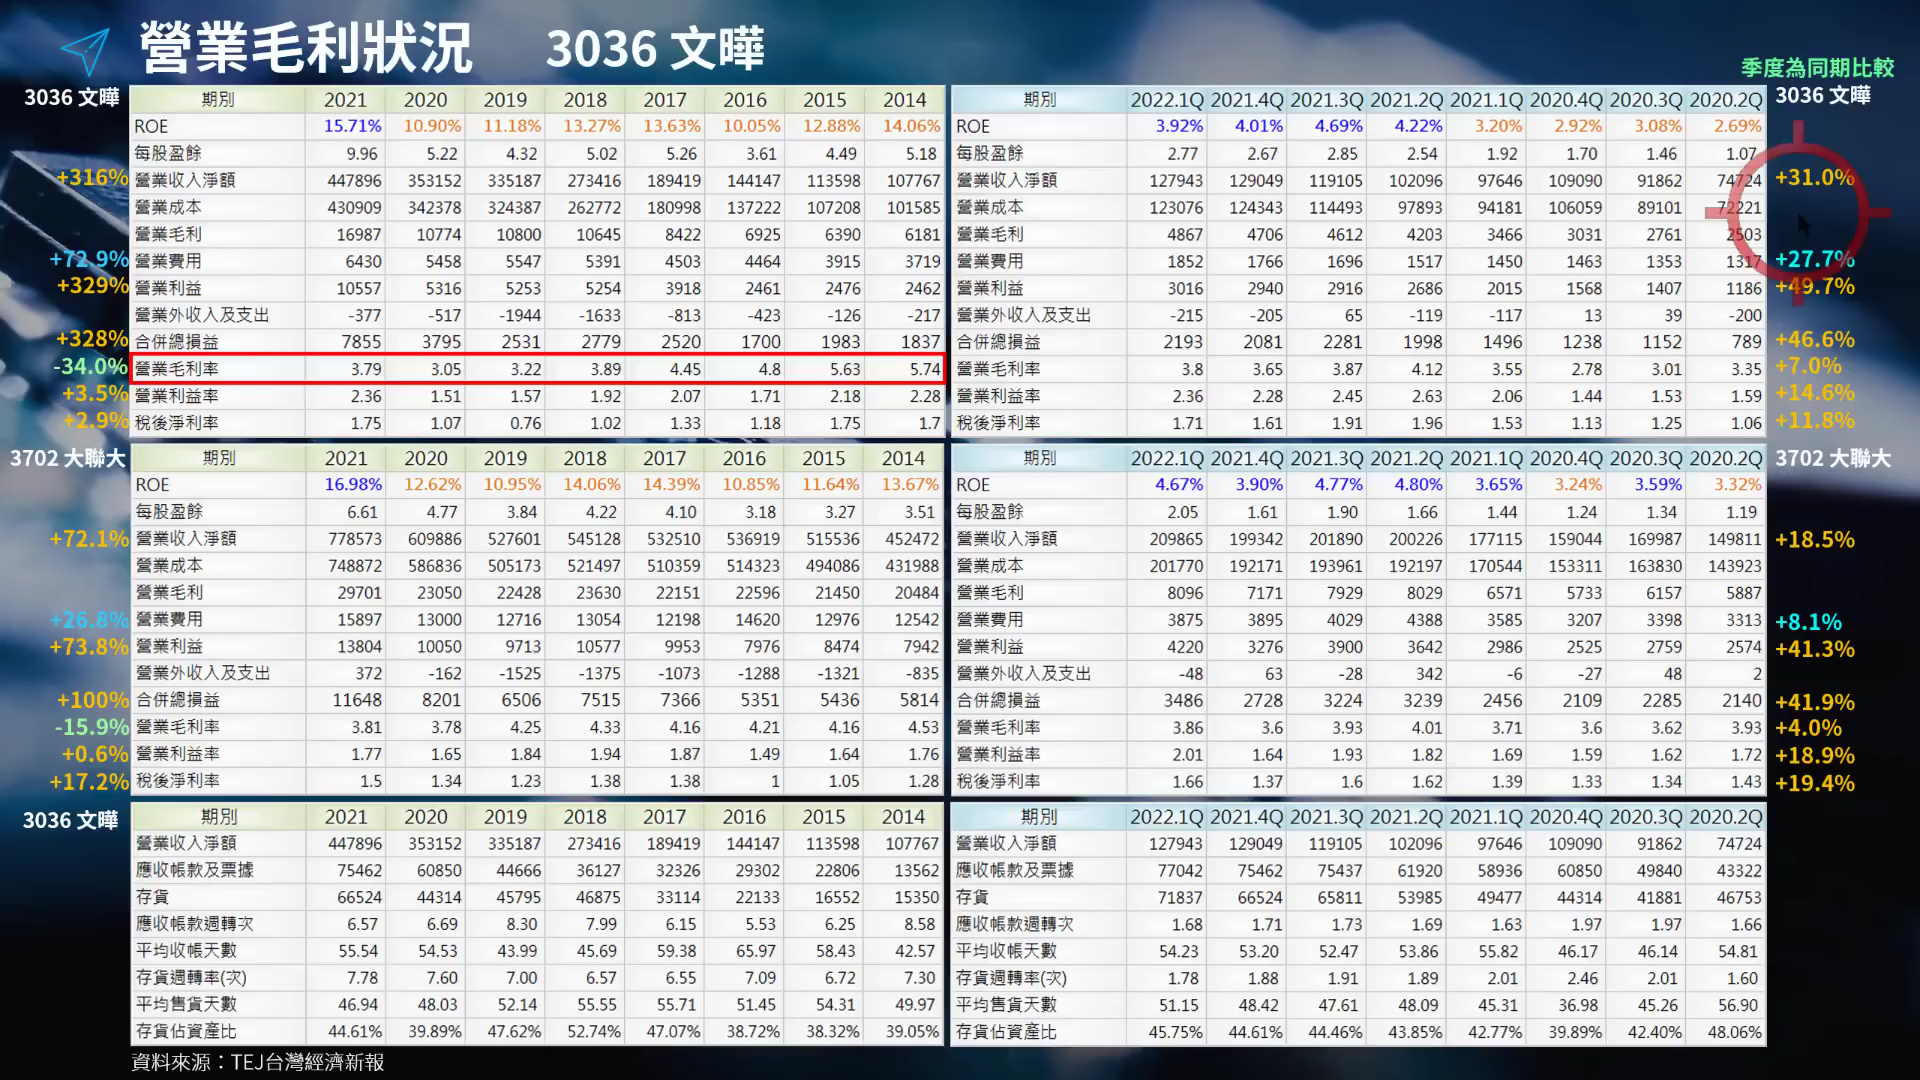 營業毛利狀況 3036 文曄
季度為同期比較
3036 文曄
期別 2021 2020 2019 2018 2017 2016 2015 2014
ROE 15.71% 10.90% 11.18% 13.27% 13.63% 10.05% 12.88% 14.06%
每股盈餘 9.96 5.22 4.32 5.02 5.26 3.61 4.49 5.18
+316% 營業收入淨額 447896 353152 335187 273416 189419 144147 113598 107767
營業成本 430909 342378 324387 262772 180998 137222 107208 101585
營業毛利 16987 10774 10800 10645 8422 6925 6390 6181
+72.9% 營業費用 6430 5458 5547 5391 4503 4464 3915 3719
+329% 營業利益 10557 5316 5253 5254 3918 2461 2476 2462
營業外收入及支出 -377 -517 -1944 -1633 -813 -423 -126 -217
+328% 合併總損益 7855 3795 2531 2779 2520 1700 1983 1837
-34.0% 營業毛利率 3.79 3.05 3.22 3.89 4.45 4.8 5.63 5.74
+3.5% 營業利益率 2.36 1.51 1.57 1.92 2.07 1.71 2.18 2.28
+2.9% 稅後淨利率 1.75 1.07 0.76 1.02 1.33 1.18 1.75 1.7
期別 2022.1Q 2021.4Q 2021.3Q 2021.2Q 2021.1Q 2020.4Q 2020.3Q 2020.2Q 3036 文曄
ROE 3.92% 4.01% 4.69% 4.22% 3.20% 2.92% 3.08% 2.69%
每股盈餘 2.77 2.67 2.85 2.54 1.92 1.70 1.46 1.07
營業收入淨額 127943 129049 119105 102096 97646 109090 91862 74724 +31.0%
營業成本 123076 124343 114493 97893 94181 106059 89101 72221
營業毛利 4867 4706 4612 4203 3466 3031 2761 2503
營業費用 1852 1766 1696 1517 1450 1463 1353 1317 +27.7%
營業利益 3016 2940 2916 2686 2015 1568 1407 1186 +49.7%
營業外收入及支出 -215 -205 65 -119 -117 13 39 -200
合併總損益 2193 2081 2281 1998 1496 1238 1152 789 +46.6%
營業毛利率 3.8 3.65 3.87 4.12 3.55 2.78 3.01 3.35 +7.0%
營業利益率 2.36 2.28 2.45 2.63 2.06 1.44 1.53 1.59 +14.6%
稅後淨利率 1.71 1.61 1.91 1.96 1.53 1.13 1.25 1.06 +11.8%
3702 大聯大
期別 2021 2020 2019 2018 2017 2016 2015 2014
ROE 16.98% 12.62% 10.95% 14.06% 14.39% 10.85% 11.64% 13.67%
每股盈餘 6.61 4.77 3.84 4.22 4.10 3.18 3.27 3.51
+72.1% 營業收入淨額 778573 609886 527601 545128 532510 536919 515536 452472
營業成本 748872 586836 505173 521497 510359 514323 494086 431988
營業毛利 29701 23050 22428 23630 22151 22596 21450 20484
+26.8% 營業費用 15897 13000 12716 13054 12198 14620 12976 12542
+73.8% 營業利益 13804 10050 9713 10577 9953 7976 8474 7942
營業外收入及支出 372 -162 -1525 -1375 -1073 -1288 -1321 -835
+100% 合併總損益 11648 8201 6506 7515 7366 5351 5436 5814
-15.9% 營業毛利率 3.81 3.78 4.25 4.33 4.16 4.21 4.16 4.53
+0.6% 營業利益率 1.77 1.65 1.84 1.94 1.87 1.49 1.64 1.76
+17.2% 稅後淨利率 1.5 1.34 1.23 1.38 1.38 1 1.05 1.28
期別 2022.1Q 2021.4Q 2021.3Q 2021.2Q 2021.1Q 2020.4Q 2020.3Q 2020.2Q 3702 大聯大
ROE 4.67% 3.90% 4.77% 4.80% 3.65% 3.24% 3.59% 3.32%
每股盈餘 2.05 1.61 1.90 1.66 1.44 1.24 1.34 1.19
營業收入淨額 209865 199342 201890 200226 177115 159044 169987 149811 +18.5%
營業成本 201770 192171 193961 192197 170544 153311 163830 143923
營業毛利 8096 7171 7929 8029 6571 5733 6157 5887
營業費用 3875 3895 4029 4388 3585 3207 3398 3313 +8.1%
營業利益 4220 3276 3900 3642 2986 2525 2759 2574 +41.3%
營業外收入及支出 -48 63 -28 342 -6 -27 48 2
合併總損益 3486 2728 3224 3239 2456 2109 2285 2140 +41.9%
營業毛利率 3.86 3.6 3.93 4.01 3.71 3.6 3.62 3.93 +4.0%
營業利益率 2.01 1.64 1.93 1.82 1.69 1.59 1.62 1.72 +18.9%
稅後淨利率 1.66 1.37 1.6 1.62 1.39 1.33 1.34 1.43 +19.4%
3036 文曄
期別 2021 2020 2019 2018 2017 2016 2015 2014
營業收入淨額 447896 353152 335187 273416 189419 144147 113598 107767
應收帳款及票據 75462 60850 44666 36127 32326 29302 22806 13562
存貨 66524 44314 45795 46875 33114 22133 16552 15350
應收帳款週轉次 6.57 6.69 8.30 7.99 6.15 5.53 6.25 8.58
平均收帳天數 55.54 54.53 43.99 45.69 59.38 65.97 58.43 42.57
存貨週轉率(次) 7.78 7.60 7.00 6.57 6.55 7.09 6.72 7.30
平均售貨天數 46.94 48.03 52.14 55.55 55.71 51.45 54.31 49.97
存貨佔資產比 44.61% 39.89% 47.62% 52.74% 47.07% 38.72% 38.32% 39.05%
期別 2022.1Q 2021.4Q 2021.3Q 2021.2Q 2021.1Q 2020.4Q 2020.3Q 2020.2Q
營業收入淨額 127943 129049 119105 102096 97646 109090 91862 74724
應收帳款及票據 77042 75462 75437 61920 58936 60850 49840 43322
存貨 71837 66524 65811 53985 49477 44314 41881 46753
應收帳款週轉次 1.68 1.71 1.73 1.69 1.63 1.97 1.97 1.66
平均收帳天數 54.23 53.20 52.47 53.86 55.82 46.17 46.14 54.81
存貨週轉率(次) 1.78 1.88 1.91 1.89 2.01 2.46 2.01 1.60
平均售貨天數 51.15 48.42 47.61 48.09 45.31 36.98 45.26 56.90
存貨佔資產比 45.75% 44.61% 44.46% 43.85% 42.77% 39.89% 42.40% 48.06%
資料來源：TEJ台灣經濟新報